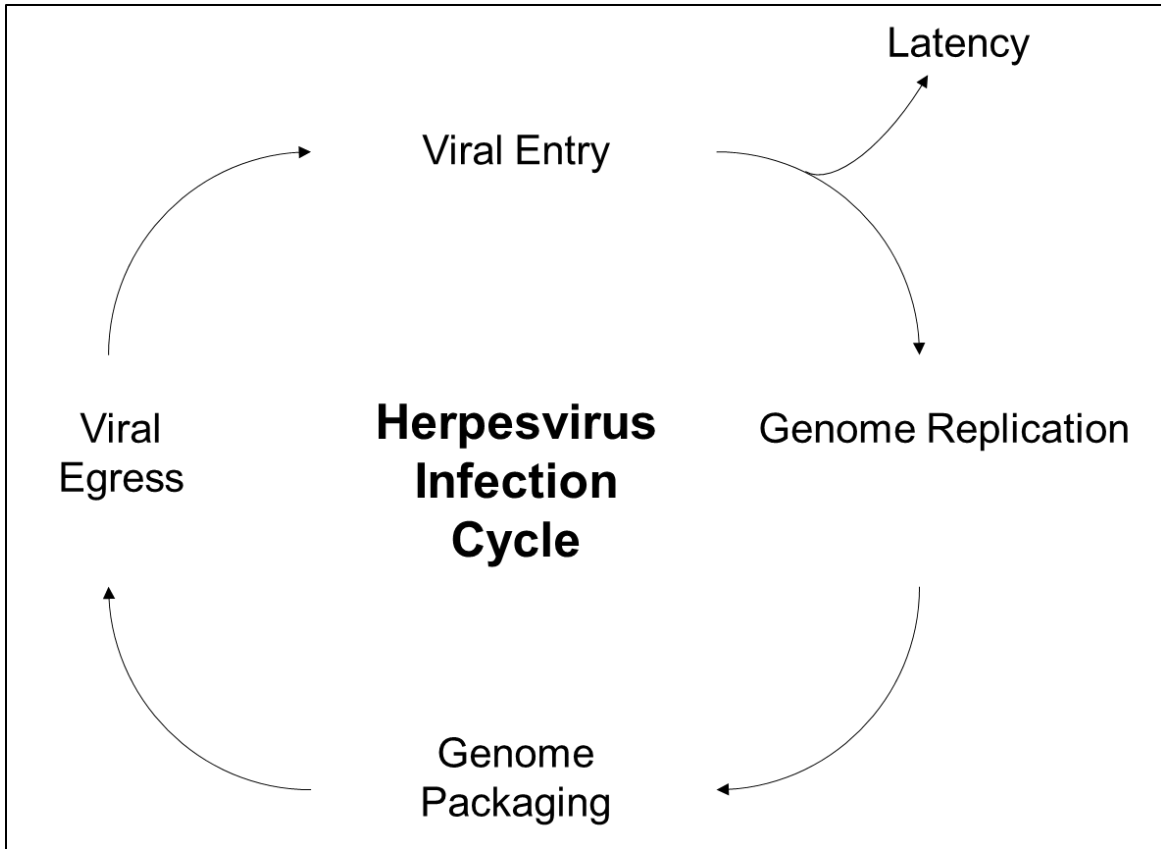 Latency
Viral Entry
Genome Replication
Genome
Packaging
Viral
Egress
Herpesvirus
Infection
Cycle